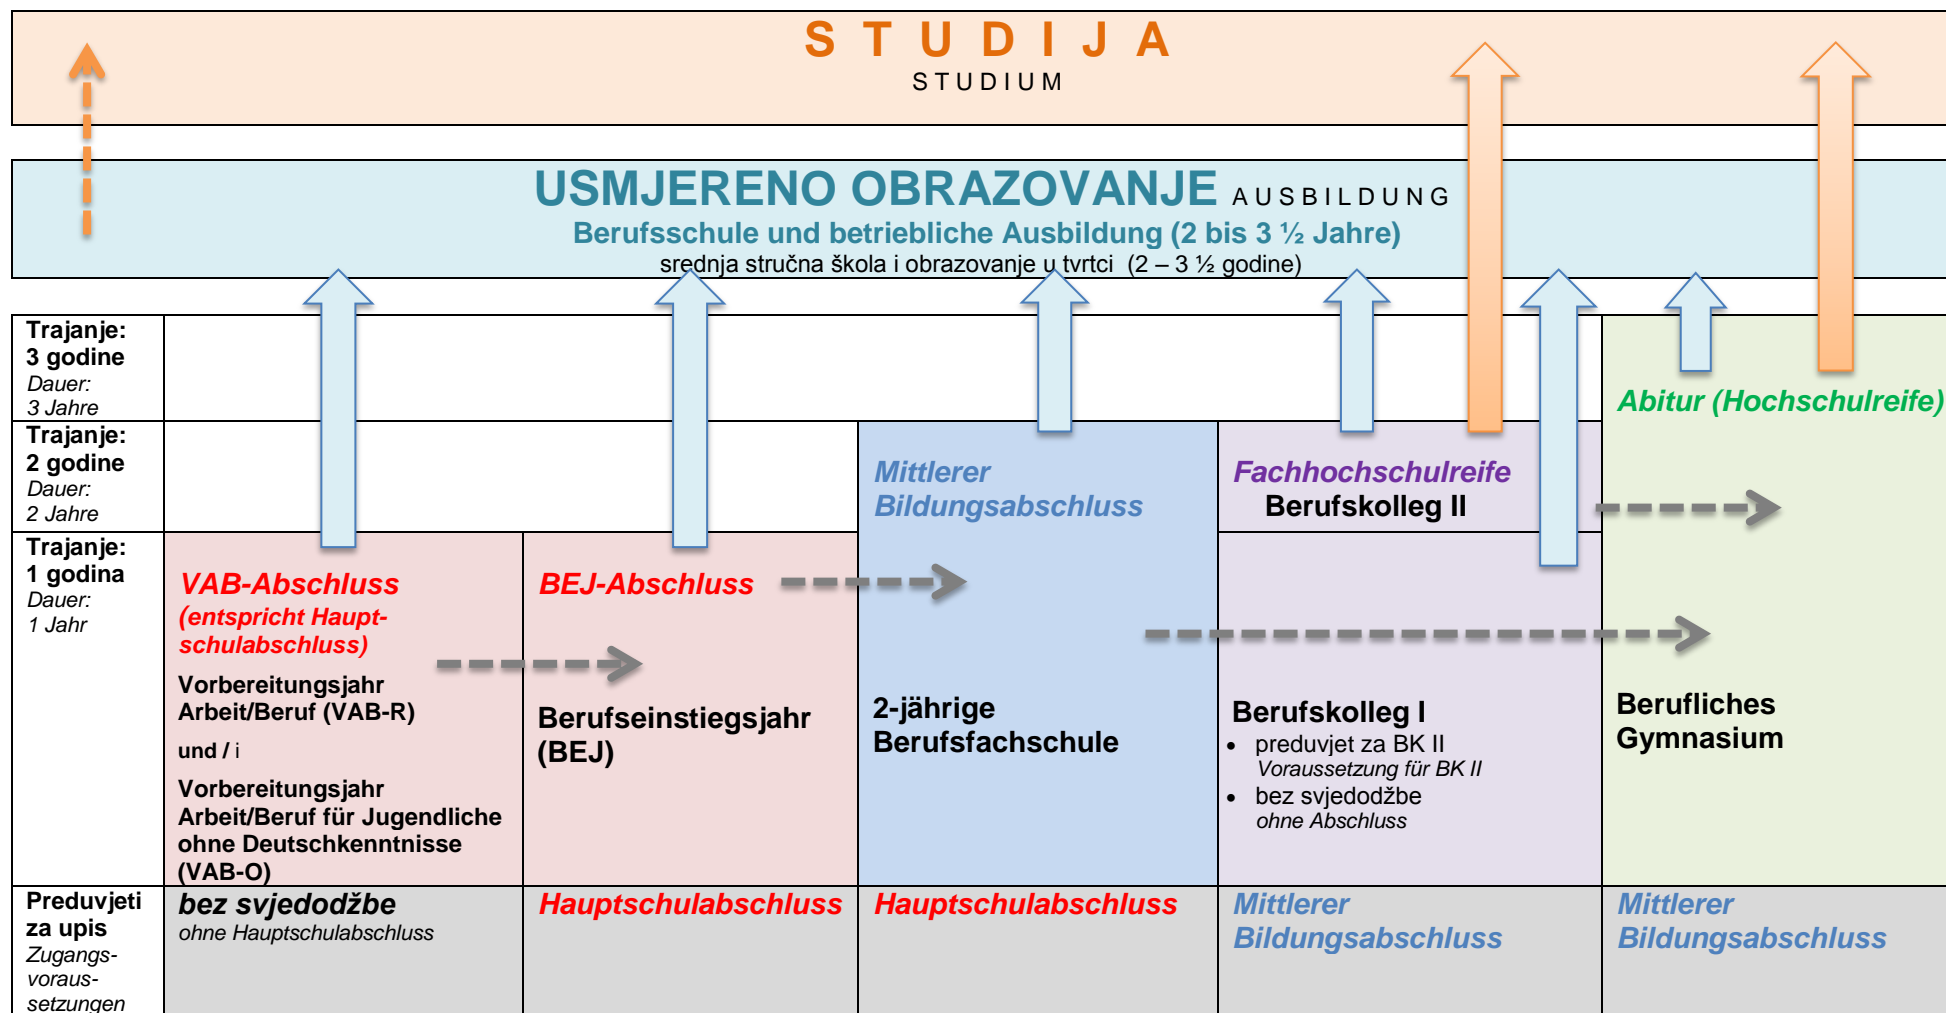 S T U D I J A
S T U D I U M
USMJERENO OBRAZOVANJE A U S B I L D U N G
Berufsschule und betriebliche Ausbildung (2 bis 3 ½ Jahre)
srednja stručna škola i obrazovanje u tvrtci (2 – 3 ½ godine)
Trajanje:
3 godine
Dauer:
3 Jahre
Abitur (Hochschulreife)
Trajanje:
2 godine
Dauer:
2 Jahre
Mittlerer
Bildungsabschluss
Fachhochschulreife
Berufskolleg II
Trajanje:
1 godina
Dauer:
1 Jahr
VAB-Abschluss
(entspricht Haupt-
schulabschluss)
Vorbereitungsjahr
Arbeit/Beruf (VAB-R)
und / i
Vorbereitungsjahr
Arbeit/Beruf für Jugendliche
ohne Deutschkenntnisse
(VAB-O)
BEJ-Abschluss
Berufseinstiegsjahr
(BEJ)
2-jährige
Berufsfachschule
Berufskolleg I
• preduvjet za BK II
Voraussetzung für BK II
• bez svjedodžbe
ohne Abschluss
Berufliches
Gymnasium
Preduvjeti
za upis
Zugangs-
voraus-
setzungen
bez svjedodžbe
ohne Hauptschulabschluss
Hauptschulabschluss
Hauptschulabschluss
Mittlerer
Bildungsabschluss
Mittlerer
Bildungsabschluss